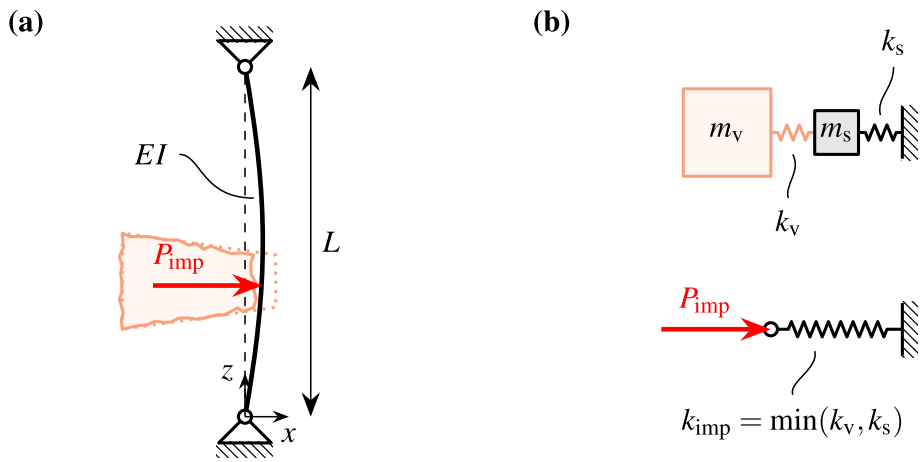 (a)
EI
L
P_imp
z
x
(b)
k_s
m_v
m_s
k_v
P_imp
k_imp = min(k_v, k_s)